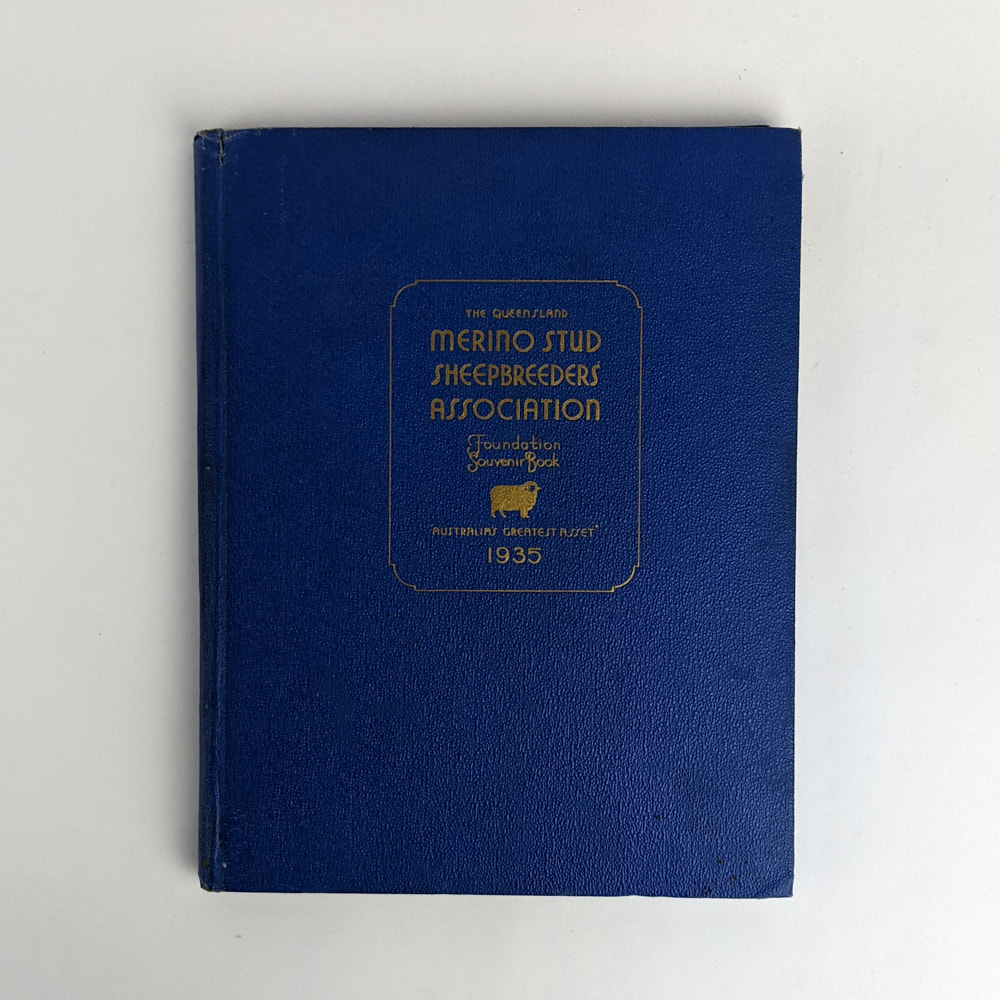 THE QUEENSLAND
MERINO STUD
SHEEPBREEDERS'
ASSOCIATION
Foundation
Souvenir Book
"AUSTRALIA'S GREATEST ASSET"
1935